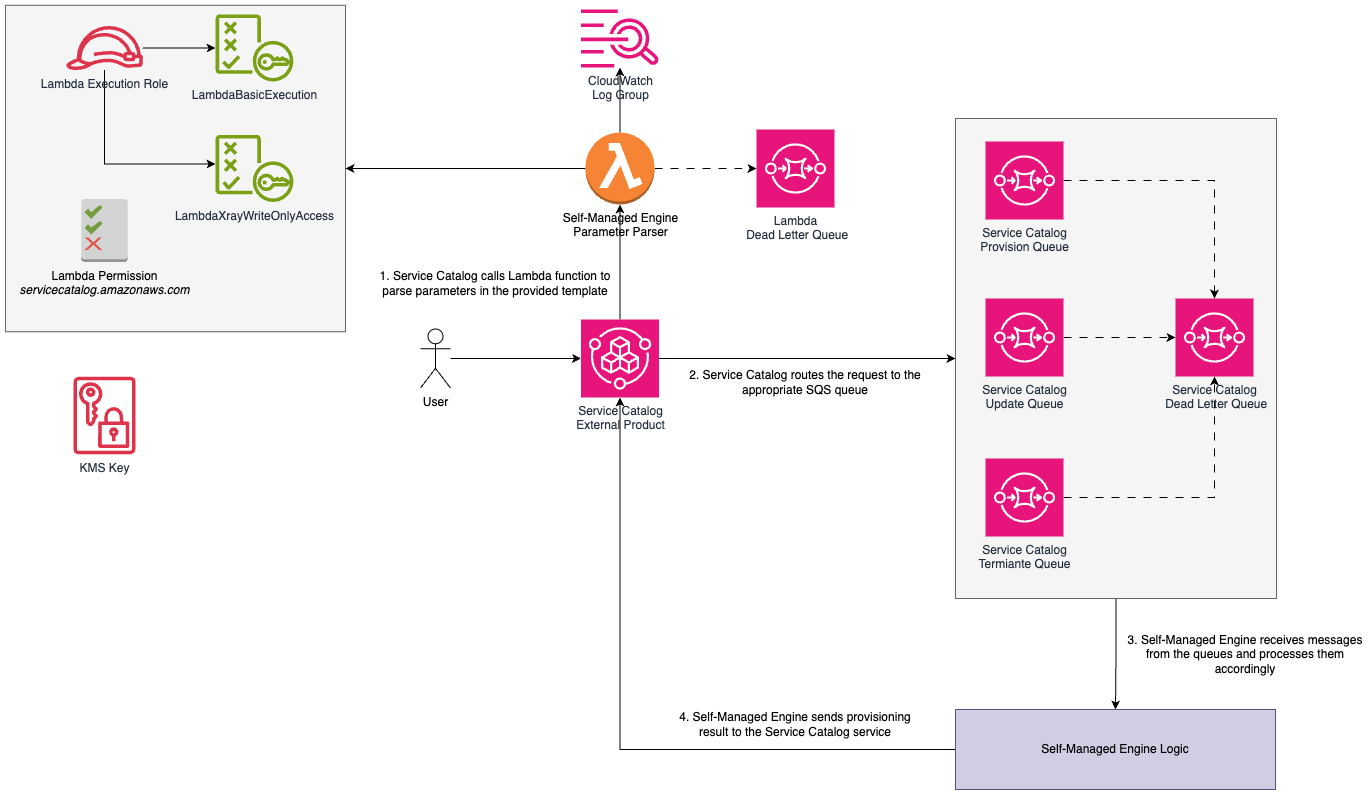 Lambda Execution Role
LambdaBasicExecution
LambdaXrayWriteOnlyAccess
Lambda Permission
servicecatalog.amazonaws.com
KMS Key
CloudWatch
Log Group
Self-Managed Engine
Parameter Parser
Lambda
Dead Letter Queue
1. Service Catalog calls Lambda function to
parse parameters in the provided template
User
Service Catalog
External Product
2. Service Catalog routes the request to the
appropriate SQS queue
Service Catalog
Provision Queue
Service Catalog
Update Queue
Service Catalog
Dead Letter Queue
Service Catalog
Termiante Queue
3. Self-Managed Engine receives messages
from the queues and processes them
accordingly
4. Self-Managed Engine sends provisioning
result to the Service Catalog service
Self-Managed Engine Logic